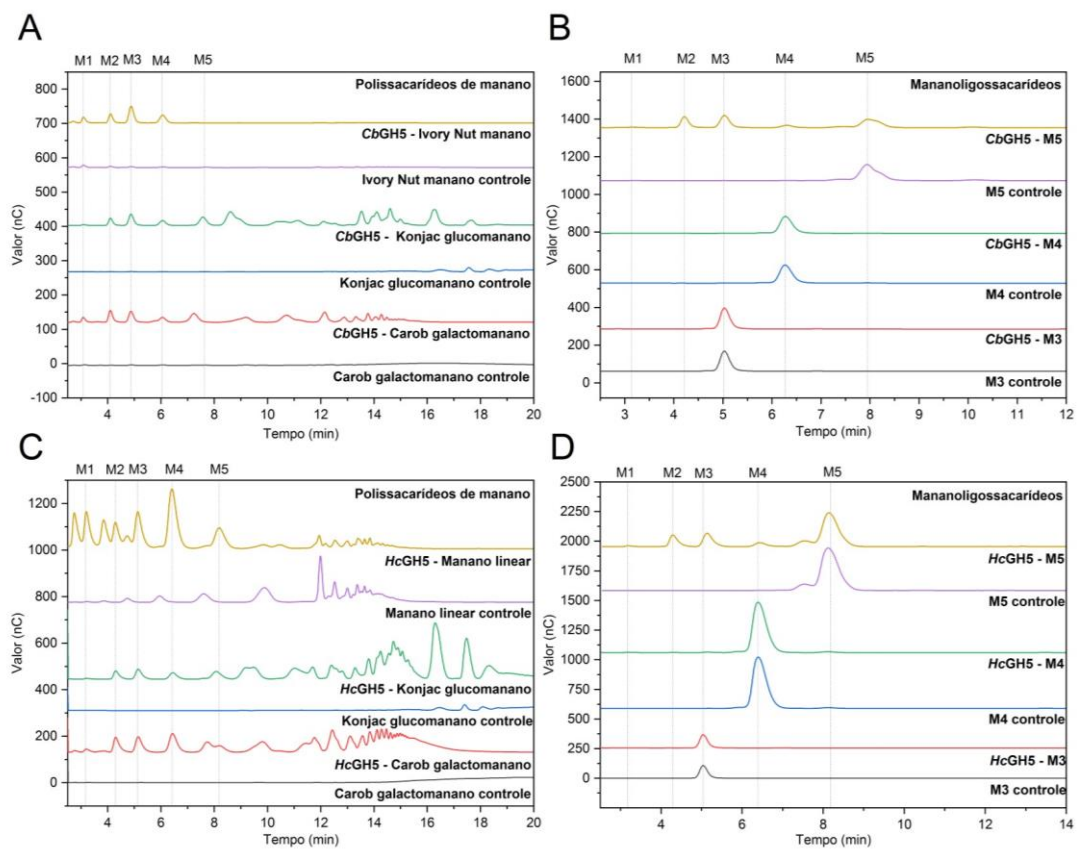 A
M1 M2 M3 M4 M5
Polissacarídeos de manano
CbGH5 - Ivory Nut manano
Ivory Nut manano controle
CbGH5 - Konjac glucomanano
Konjac glucomanano controle
CbGH5 - Carob galactomanano
Carob galactomanano controle
Valor (nC)
800
700
600
500
400
300
200
100
0
-100
4 6 8 10 12 14 16 18 20
Tempo (min)
B
M1 M2 M3 M4 M5
Mananoligossacarídeos
CbGH5 - M5
M5 controle
CbGH5 - M4
M4 controle
CbGH5 - M3
M3 controle
Valor (nC)
1600
1400
1200
1000
800
600
400
200
0
3 4 5 6 7 8 9 10 11 12
Tempo (min)
C
M1 M2 M3 M4 M5
Polissacarídeos de manano
HcGH5 - Manano linear
Manano linear controle
HcGH5 - Konjac glucomanano
Konjac glucomanano controle
HcGH5 - Carob galactomanano
Carob galactomanano controle
Valor (nC)
1200
1000
800
600
400
200
0
4 6 8 10 12 14 16 18 20
Tempo (min)
D
M1 M2 M3 M4 M5
Mananoligossacarídeos
HcGH5 - M5
M5 controle
HcGH5 - M4
M4 controle
HcGH5 - M3
M3 controle
Valor (nC)
2500
2250
2000
1750
1500
1250
1000
750
500
250
0
4 6 8 10 12 14
Tempo (min)